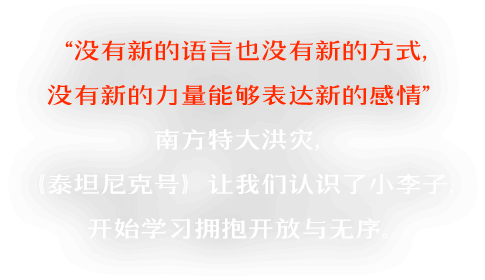 “没有新的语言也没有新的方式,
没有新的力量能够表达新的感情”
南方特大洪灾,
《泰坦尼克号》 让我们认识了小李子,
开始学习拥抱开放与无序。